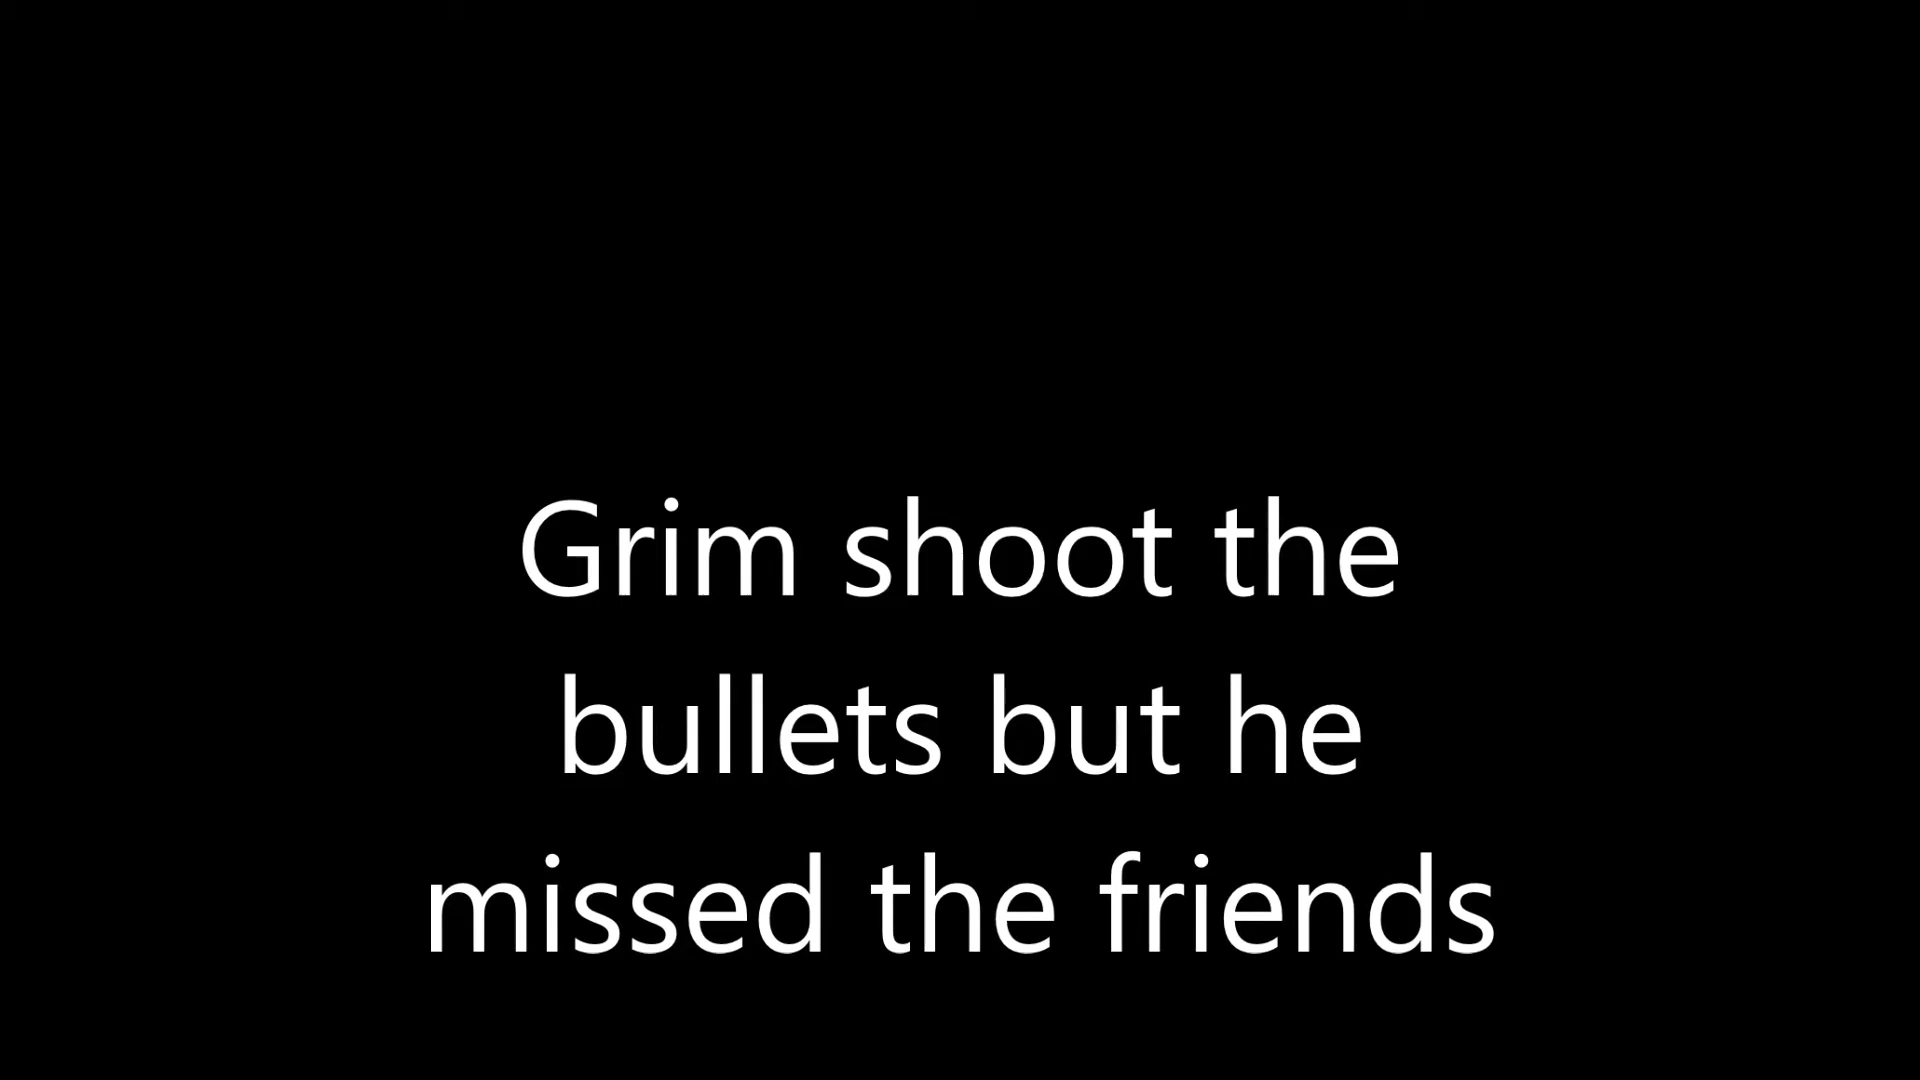 Grim shoot the
bullets but he
missed the friends